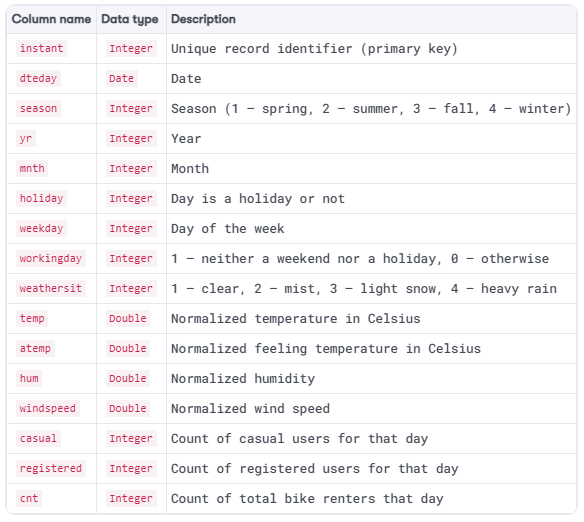 Column name Data type Description
instant Integer Unique record identifier (primary key)
dteday Date Date
season Integer Season (1 – spring, 2 – summer, 3 – fall, 4 – winter)
yr Integer Year
mnth Integer Month
holiday Integer Day is a holiday or not
weekday Integer Day of the week
workingday Integer 1 – neither a weekend nor a holiday, 0 – otherwise
weathersit Integer 1 – clear, 2 – mist, 3 – light snow, 4 – heavy rain
temp Double Normalized temperature in Celsius
atemp Double Normalized feeling temperature in Celsius
hum Double Normalized humidity
windspeed Double Normalized wind speed
casual Integer Count of casual users for that day
registered Integer Count of registered users for that day
cnt Integer Count of total bike renters that day